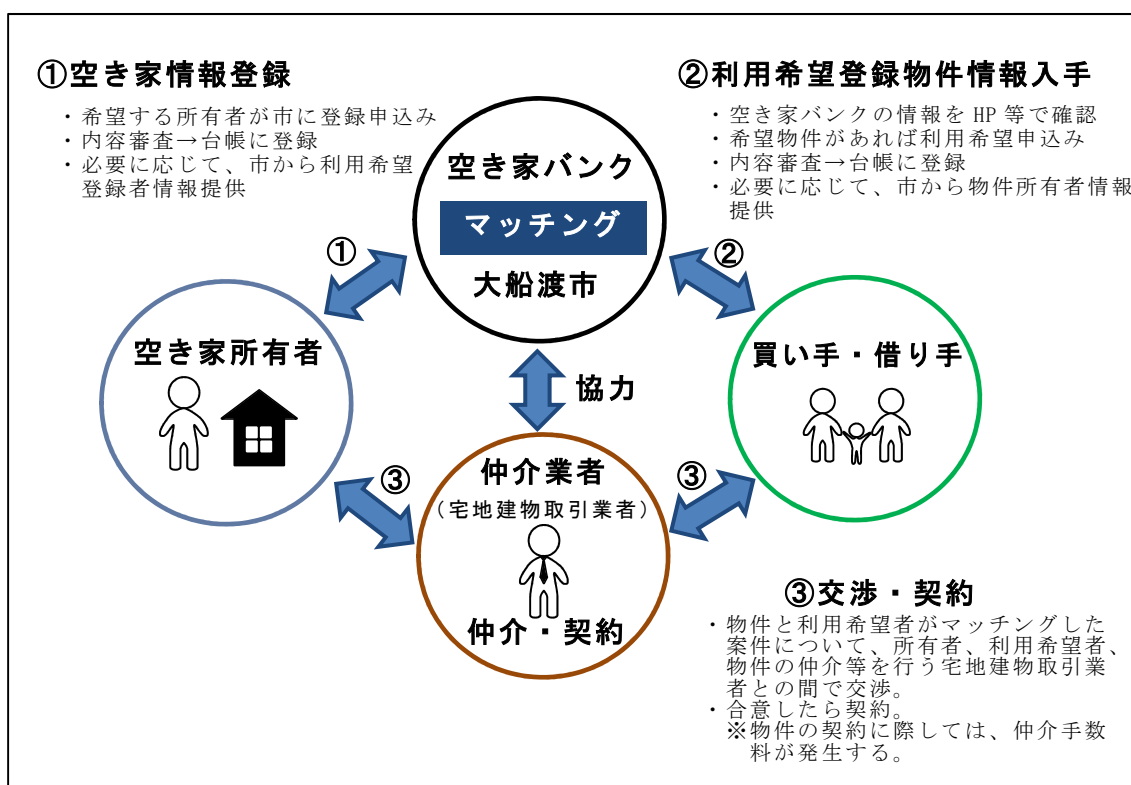 ①空き家情報登録
・希望する所有者が市に登録申込み
・内容審査→台帳に登録
・必要に応じて、市から利用希望
登録者情報提供
②利用希望登録物件情報入手
・空き家バンクの情報を HP 等で確認
・希望物件があれば利用希望申込み
・内容審査→台帳に登録
・必要に応じて、市から物件所有者情報
提供
空き家バンク
マッチング
大船渡市
①
②
空き家所有者
買い手・借り手
協力
③
仲介業者
(宅地建物取引業者)
仲介・契約
③
③交渉・契約
・物件と利用希望者がマッチングした
案件について、所有者、利用希望者、
物件の仲介等を行う宅地建物取引業
者との間で交渉。
・合意したら契約。
※物件の契約に際しては、仲介手数
料が発生する。